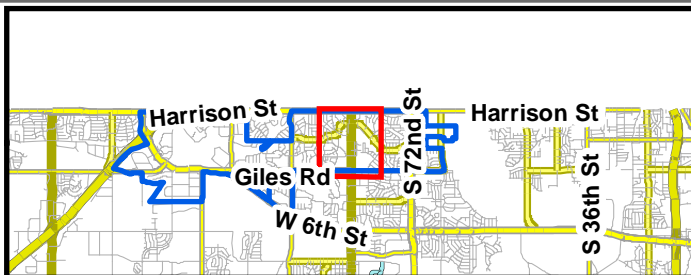 Harrison St
Harrison St
S 72nd St
Giles Rd
S 36th St
W 6th St